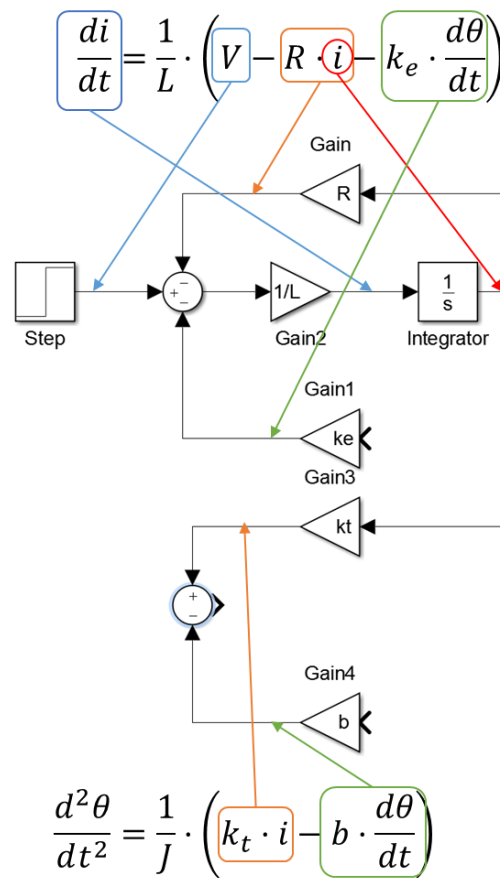 di/dt = 1/L · (V − R · i − k_e · dθ/dt)
Gain
R
− −
+
1/L
1/s
Step
Gain2
Integrator
Gain1
ke
Gain3
kt
+
−
Gain4
b
d²θ/dt² = 1/J · (k_t · i − b · dθ/dt)